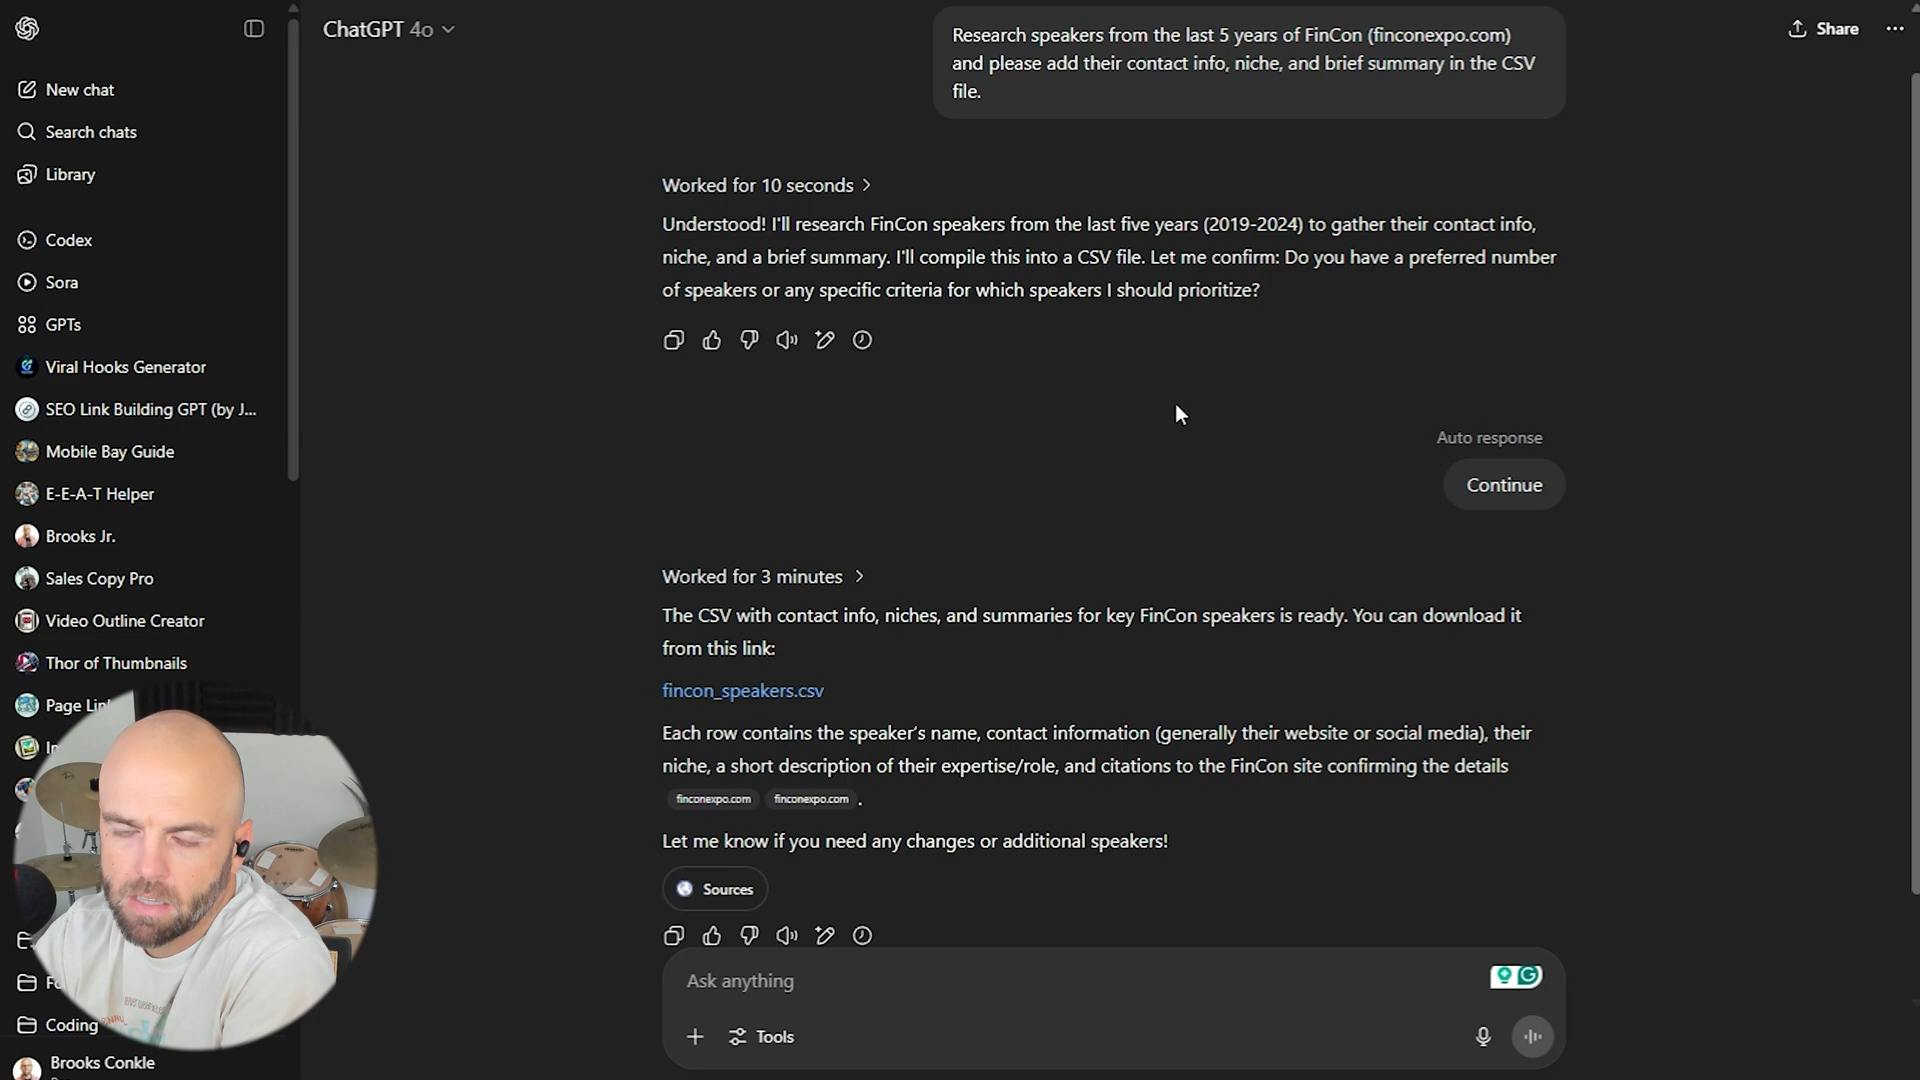 ChatGPT 4o
Share
New chat
Search chats
Library
Codex
Sora
GPTs
Viral Hooks Generator
SEO Link Building GPT (by J...
Mobile Bay Guide
E-E-A-T Helper
Brooks Jr.
Sales Copy Pro
Video Outline Creator
Thor of Thumbnails
Page
Coding
Brooks Conkle
Research speakers from the last 5 years of FinCon (finconexpo.com)
and please add their contact info, niche, and brief summary in the CSV
file.
Worked for 10 seconds
Understood! I'll research FinCon speakers from the last five years (2019-2024) to gather their contact info,
niche, and a brief summary. I'll compile this into a CSV file. Let me confirm: Do you have a preferred number
of speakers or any specific criteria for which speakers I should prioritize?
Auto response
Continue
Worked for 3 minutes
The CSV with contact info, niches, and summaries for key FinCon speakers is ready. You can download it
from this link:
fincon_speakers.csv
Each row contains the speaker's name, contact information (generally their website or social media), their
niche, a short description of their expertise/role, and citations to the FinCon site confirming the details
finconexpo.com finconexpo.com .
Let me know if you need any changes or additional speakers!
Sources
Ask anything
Tools